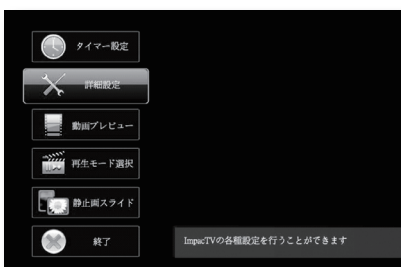 タイマー設定
詳細設定
動画プレビュー
再生モード選択
静止画スライド
終了
ImpacTVの各種設定を行うことができます